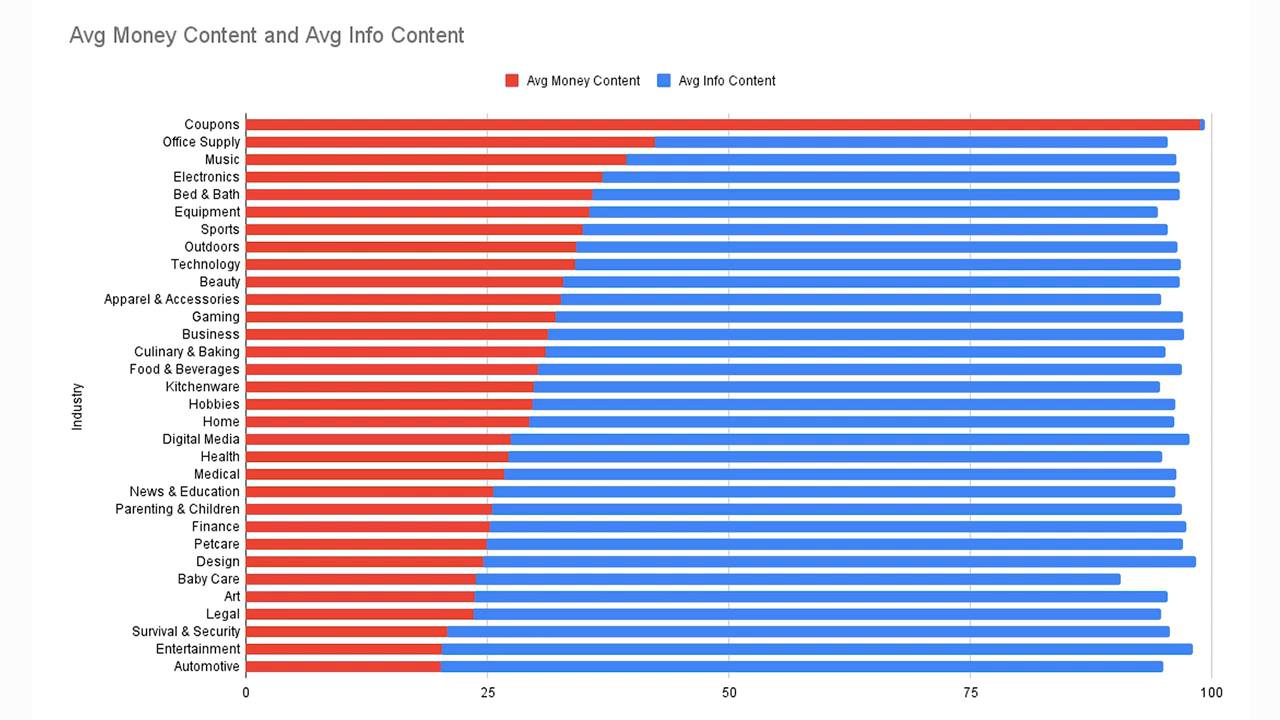 Avg Money Content and Avg Info Content
Avg Money Content
Avg Info Content
Industry
Coupons
Office Supply
Music
Electronics
Bed & Bath
Equipment
Sports
Outdoors
Technology
Beauty
Apparel & Accessories
Gaming
Business
Culinary & Baking
Food & Beverages
Kitchenware
Hobbies
Home
Digital Media
Health
Medical
News & Education
Parenting & Children
Finance
Petcare
Design
Baby Care
Art
Legal
Survival & Security
Entertainment
Automotive
0 25 50 75 100